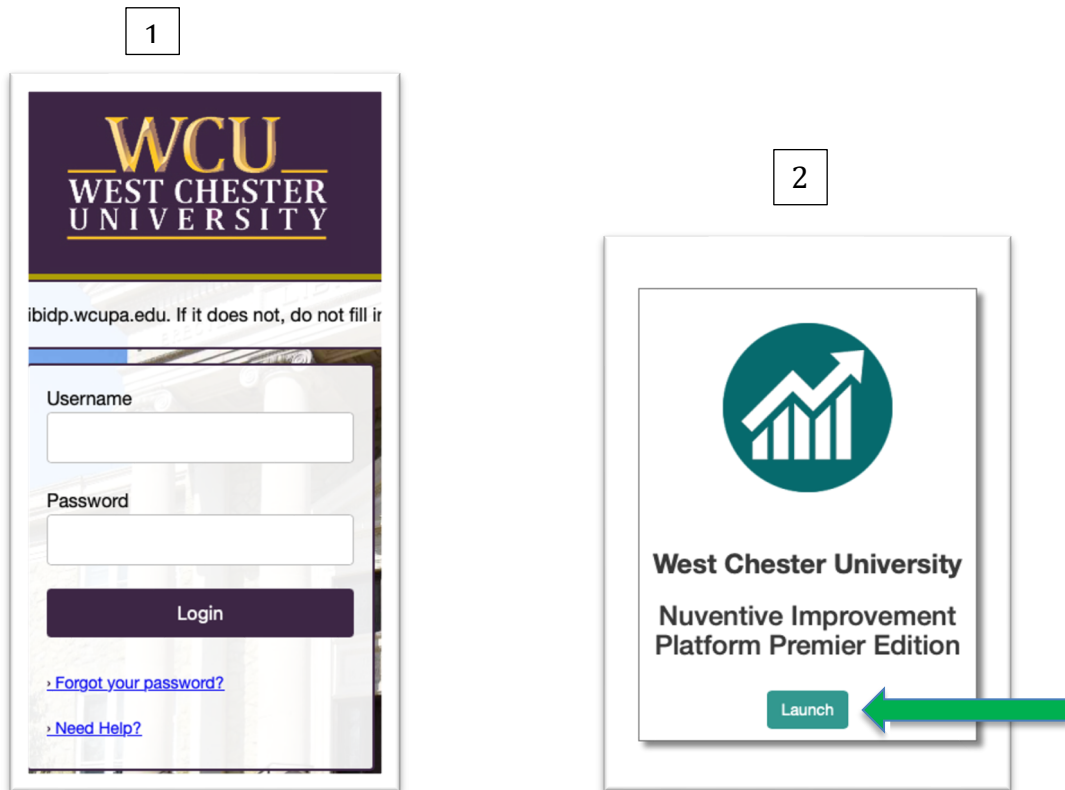 1
WCU
WEST CHESTER
UNIVERSITY
ibidp.wcupa.edu. If it does not, do not fill in
Username
Password
Login
› Forgot your password?
› Need Help?
2
West Chester University
Nuventive Improvement
Platform Premier Edition
Launch